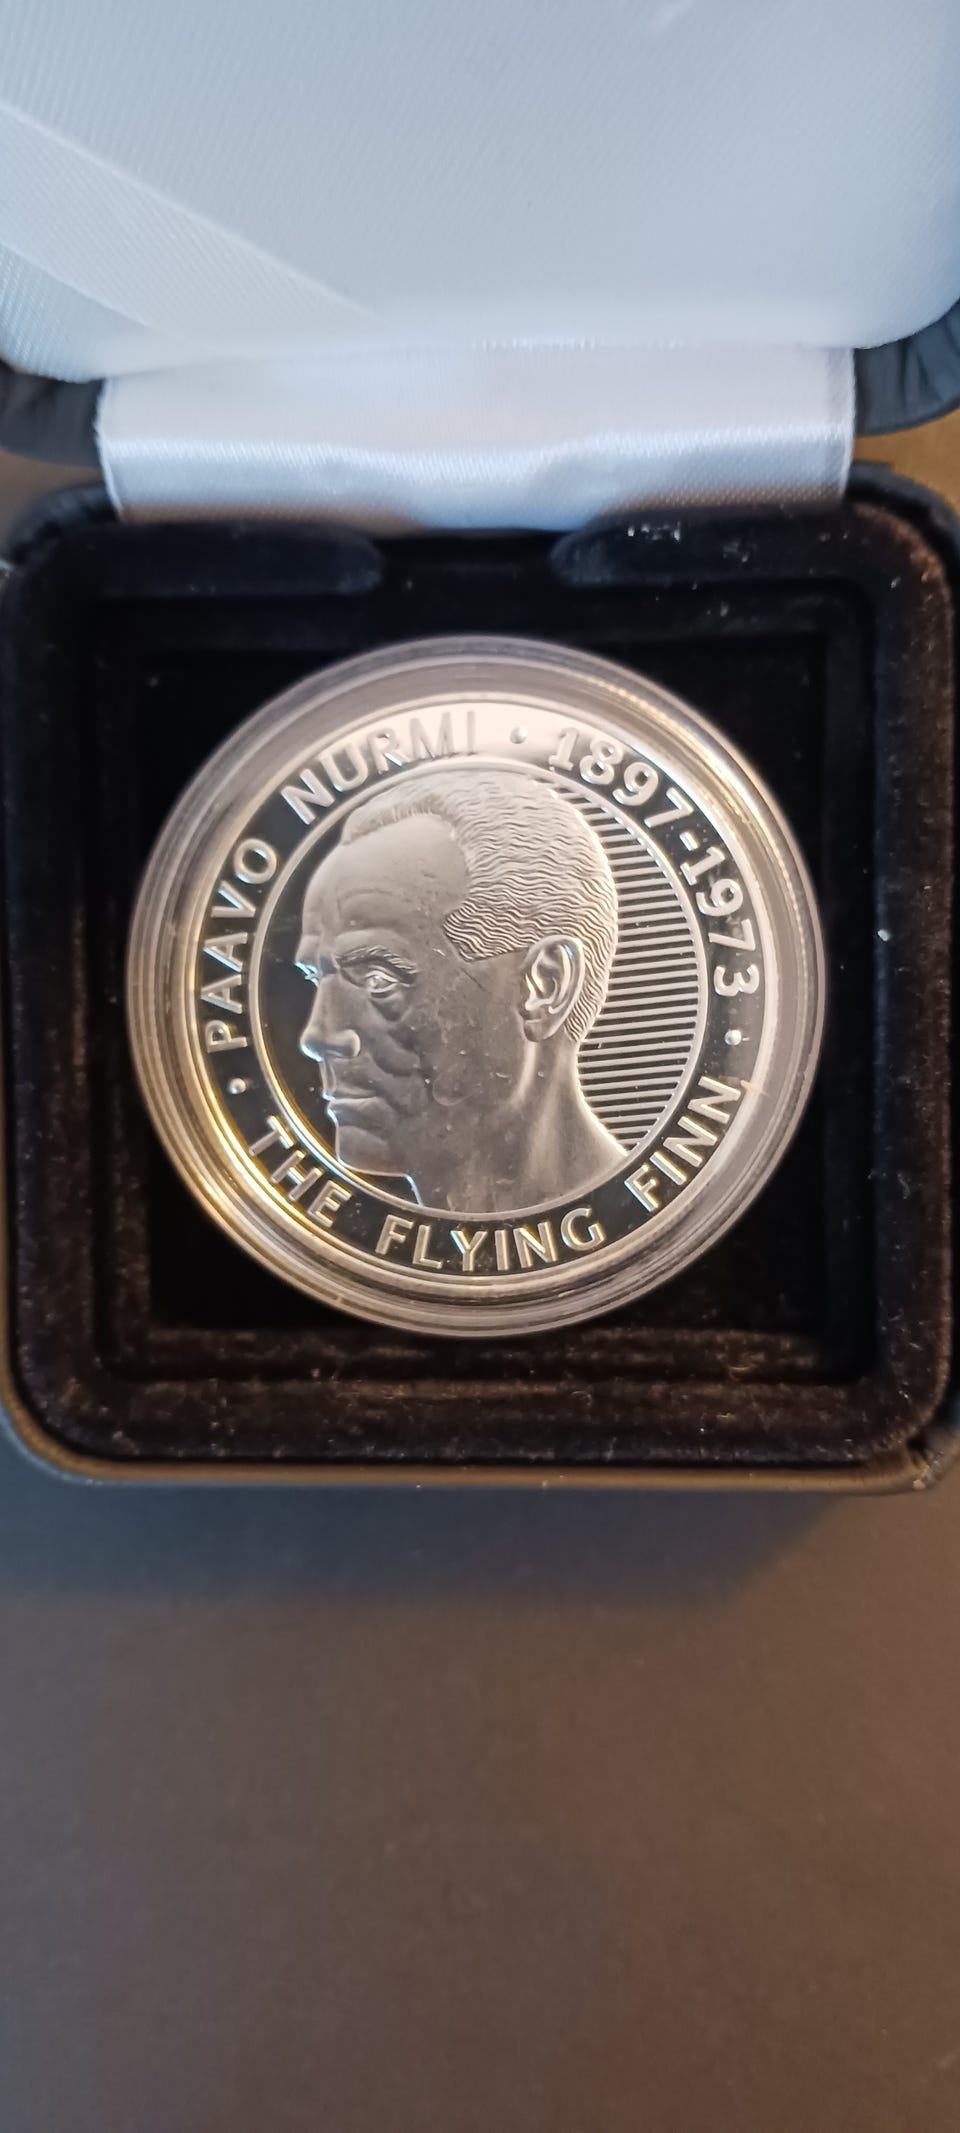 · PAAVO NURMI · 1897-1973 ·
THE FLYING FINN